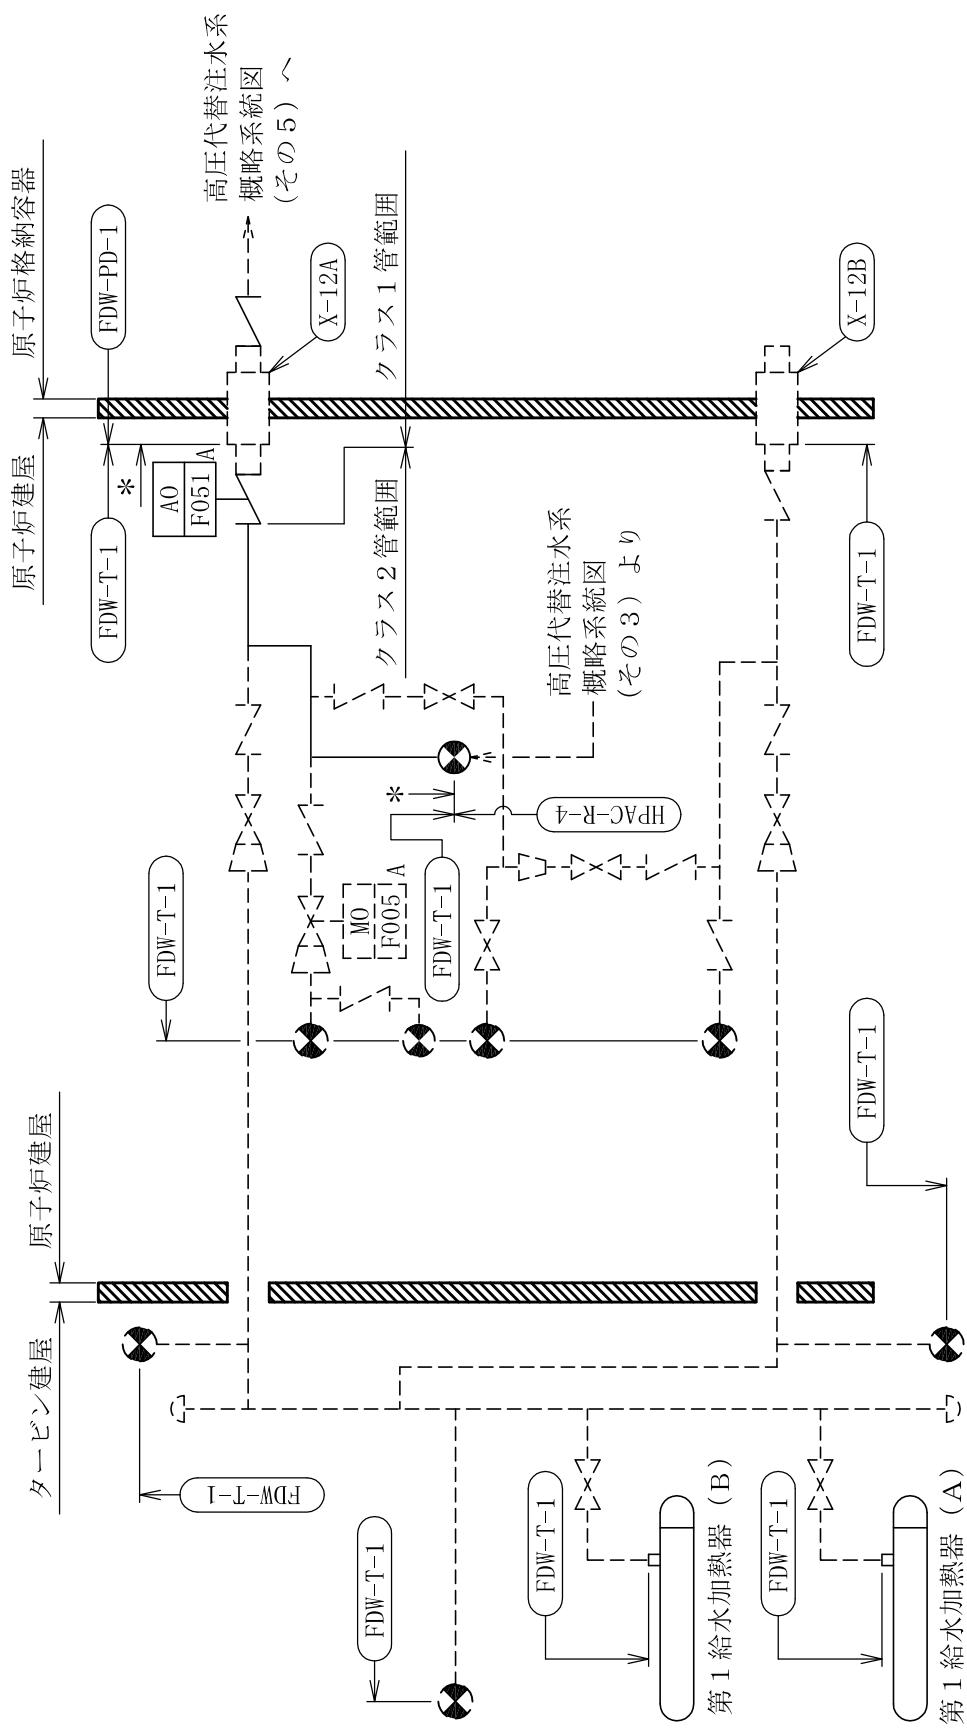 タービン建屋
原子炉建屋
原子炉建屋
原子炉格納容器
FDW-T-1
FDW-T-1
FDW-T-1
FDW-PD-1
*
AO
F051
A
高圧代替注水系
概略系統図
(その5) へ
X-12A
クラス2管範囲
クラス1管範囲
MO
F005
A
FDW-T-1
*
HPAC-R-4
高圧代替注水系
概略系統図
(その3) より
FDW-T-1
FDW-T-1
第1給水加熱器 (B)
FDW-T-1
第1給水加熱器 (A)
FDW-T-1
FDW-T-1
X-12B